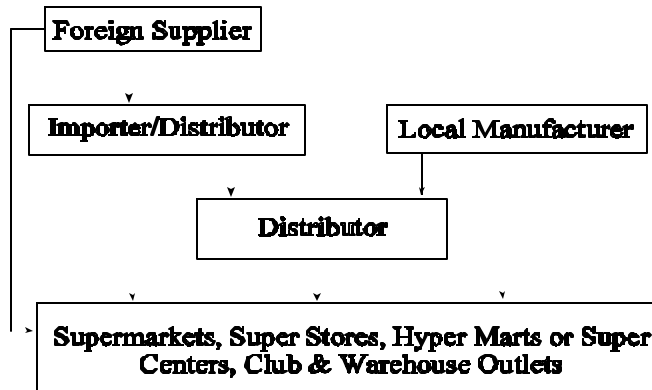 Foreign Supplier
Importer/Distributor
Local Manufacturer
Distributor
Supermarkets, Super Stores, Hyper Marts or Super
Centers, Club & Warehouse Outlets